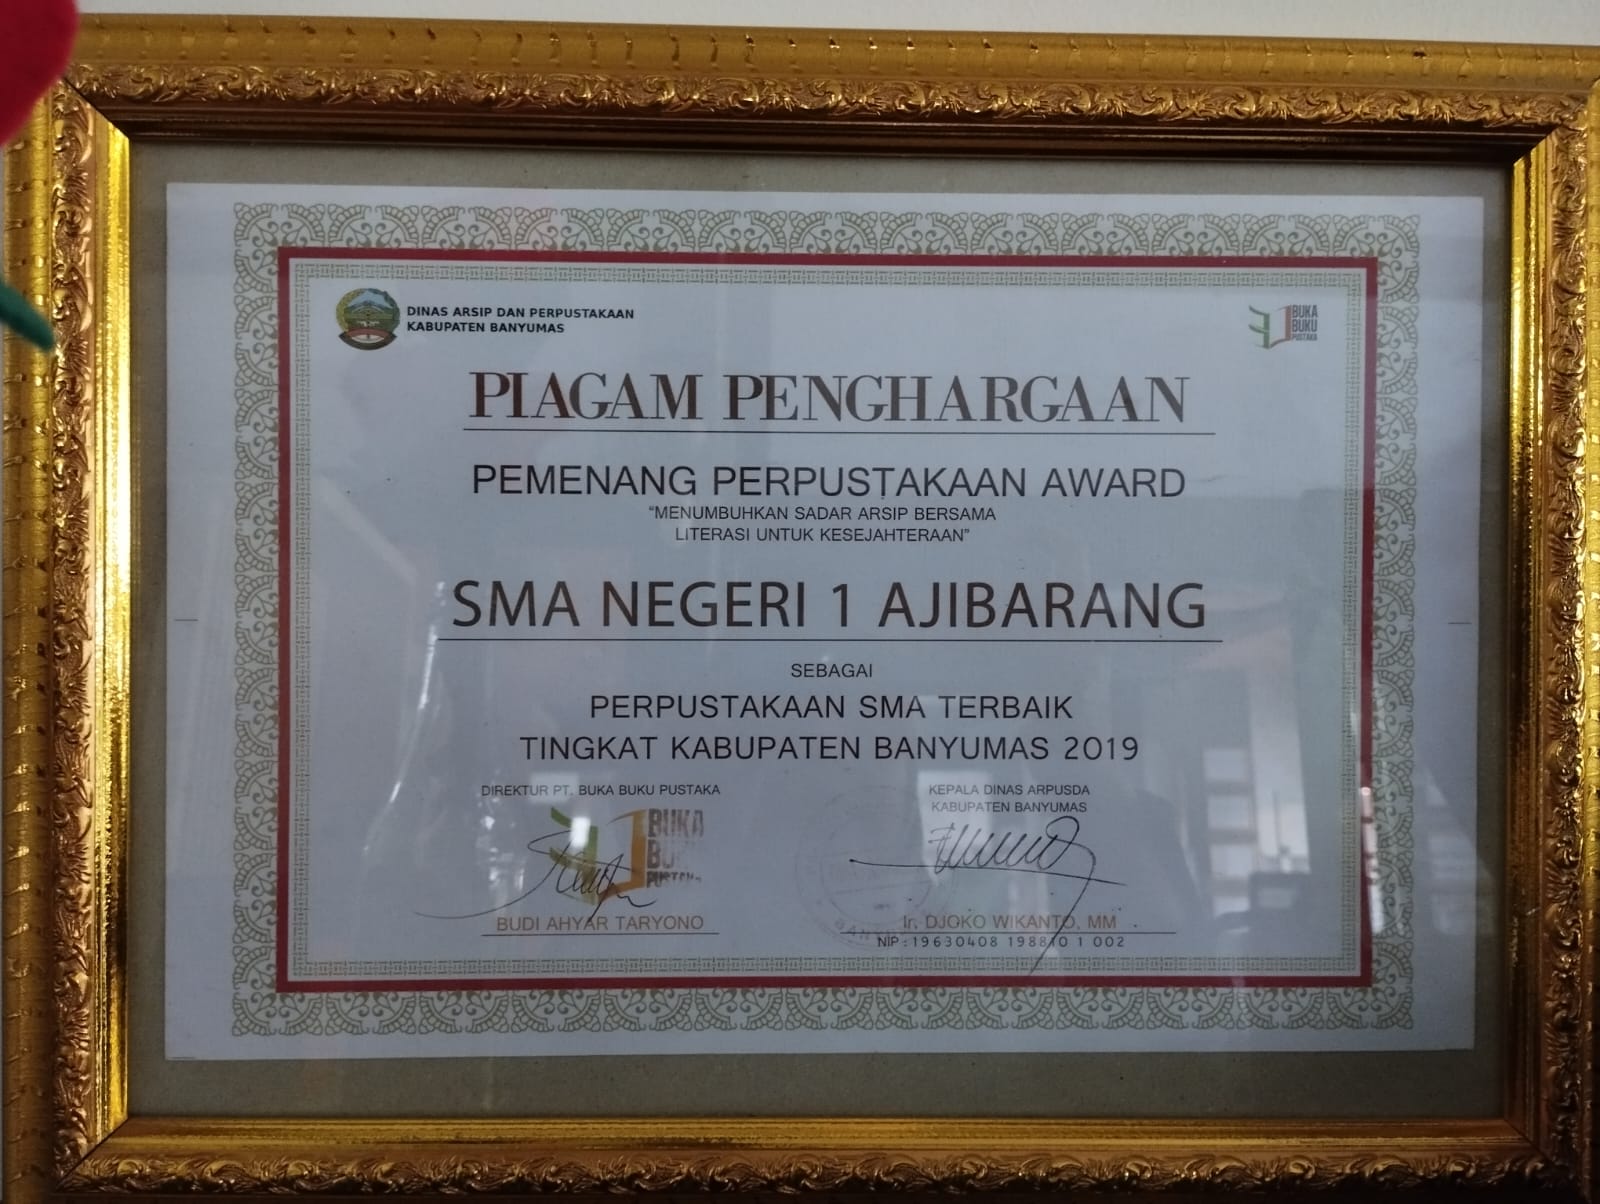 DINAS ARSIP DAN PERPUSTAKAAN
KABUPATEN BANYUMAS
BUKA
BUKU
PUSTAKA
PIAGAM PENGHARGAAN
PEMENANG PERPUSTAKAAN AWARD
"MENUMBUHKAN SADAR ARSIP BERSAMA
LITERASI UNTUK KESEJAHTERAAN"
SMA NEGERI 1 AJIBARANG
SEBAGAI
PERPUSTAKAAN SMA TERBAIK
TINGKAT KABUPATEN BANYUMAS 2019
DIREKTUR PT. BUKA BUKU PUSTAKA
BUKA
BUKU
PUSTAKA
BUDI AHYAR TARYONO
KEPALA DINAS ARPUSDA
KABUPATEN BANYUMAS
Ir. DJOKO WIKANTO, MM
NIP : 19630408 198810 1 002